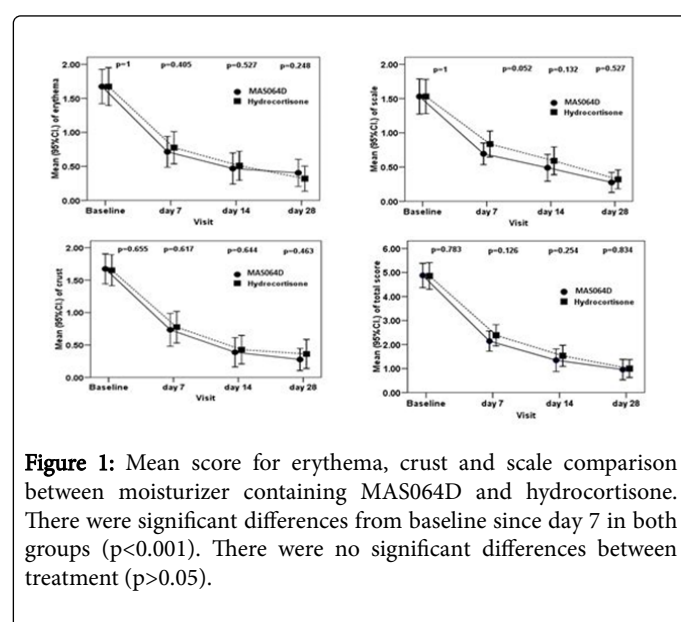 2.00 p=1 p=0.405 p=0.527 p=0.248
MAS064D
Hydrocortisone
1.50
1.00
0.50
0.00
Mean (95%CL) of erythema
Baseline day 7 day 14 day 28
Visit
2.00
p=1 p=0.052 p=0.132 p=0.527
MAS064D
Hydrocortisone
1.50
1.00
0.50
0.00
Mean (95%CL) of scale
Baseline day 7 day 14 day 28
Visit
2.00 p=0.655 p=0.617 p=0.644 p=0.463
MAS064D
Hydrocortisone
1.50
1.00
0.50
0.00
Mean (95%CL) of crust
Baseline day 7 day 14 day 28
Visit
6.00 p=0.783 p=0.126 p=0.254 p=0.834
5.00
MAS064D
Hydrocortisone
4.00
3.00
2.00
1.00
0.00
Mean (95%CL) of total score
Baseline day 7 day 14 day 28
Visit
Figure 1: Mean score for erythema, crust and scale comparison
between moisturizer containing MAS064D and hydrocortisone.
There were significant differences from baseline since day 7 in both
groups (p<0.001). There were no significant differences between
treatment (p>0.05).